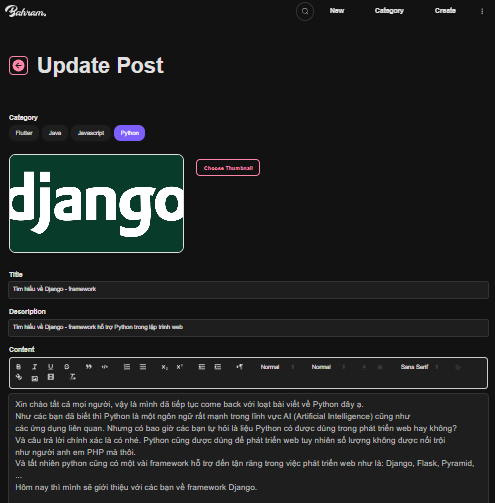 Bahram.
New Category Create
Update Post
Category
Flutter Java Javascript Python
django
Choose Thumbnail
Title
Tìm hiểu về Django - framework
Description
Tìm hiểu về Django - framework hỗ trợ Python trong lập trình web
Content
Normal Normal Sans Serif
Xin chào tất cả mọi người, vậy là mình đã tiếp tục come back với loạt bài viết về Python đây ạ.
Như các bạn đã biết thì Python là một ngôn ngữ rất mạnh trong lĩnh vực AI (Artificial Intelligence) cũng như
các ứng dụng liên quan. Nhưng có bao giờ các bạn tự hỏi là liệu Python có được dùng trong phát triển web hay không?
Và câu trả lời chính xác là có nhé. Python cũng được dùng để phát triển web tuy nhiên số lượng không được nổi trội
như người anh em PHP mà thôi.
Và tất nhiên python cũng có một vài framework hỗ trợ đến tận răng trong việc phát triển web như là: Django, Flask, Pyramid,
...
Hôm nay thì mình sẽ giới thiệu với các bạn về framework Django.